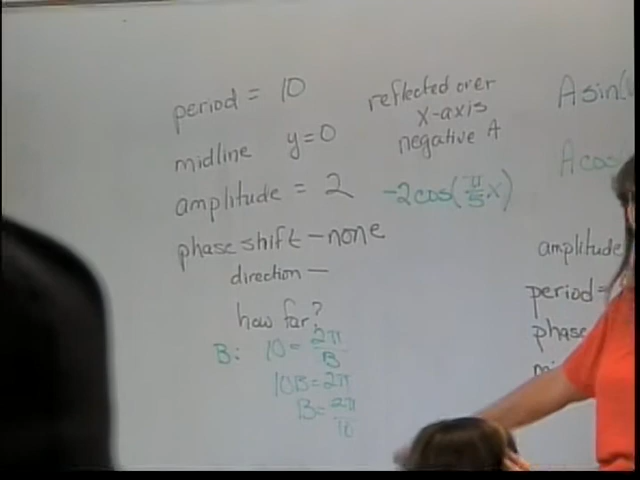 period = 10
midline y=0
amplitude = 2
phase shift - none
direction —
how far?
B: 10 = 2π/B
10B = 2π
B = 2π/10
reflected over
x-axis
negative A
-2cos(π/5 x)
A sin(
A cos
amplitude
period=
phase